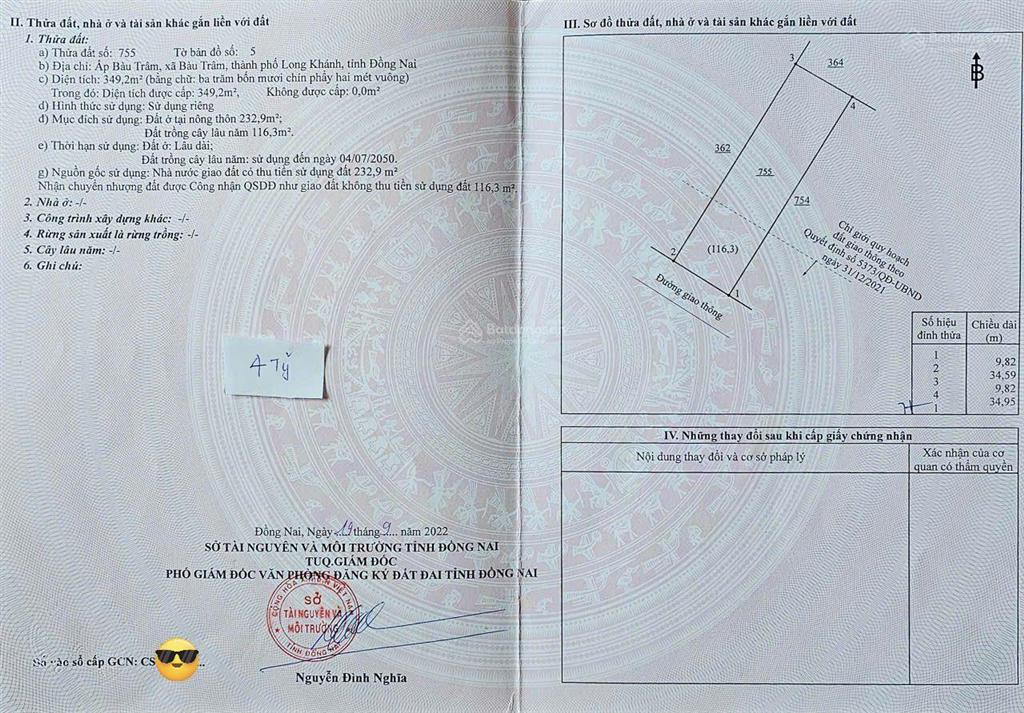 II. Thửa đất, nhà ở và tài sản khác gắn liền với đất
1. Thửa đất:
a) Thửa đất số: 755 Tờ bản đồ số: 5
b) Địa chỉ: Ấp Bàu Trâm, xã Bàu Trâm, thành phố Long Khánh, tỉnh Đồng Nai
c) Diện tích: 349,2m² (bằng chữ: ba trăm bốn mươi chín phẩy hai mét vuông)
Trong đó: Diện tích được cấp: 349,2m², Không được cấp: 0,0m²
d) Hình thức sử dụng: Sử dụng riêng
đ) Mục đích sử dụng: Đất ở tại nông thôn 232,9m²;
Đất trồng cây lâu năm 116,3m².
e) Thời hạn sử dụng: Đất ở: Lâu dài;
Đất trồng cây lâu năm: sử dụng đến ngày 04/07/2050.
g) Nguồn gốc sử dụng: Nhà nước giao đất có thu tiền sử dụng đất 232,9 m²
Nhận chuyển nhượng đất được Công nhận QSDĐ như giao đất không thu tiền sử dụng đất 116,3 m².
2. Nhà ở: -/-
3. Công trình xây dựng khác: -/-
4. Rừng sản xuất là rừng trồng: -/-
5. Cây lâu năm: -/-
6. Ghi chú:
4 Tỷ
Đồng Nai, Ngày 19 tháng 9 năm 2022
SỞ TÀI NGUYÊN VÀ MÔI TRƯỜNG TỈNH ĐỒNG NAI
TUQ.GIÁM ĐỐC
PHÓ GIÁM ĐỐC VĂN PHÒNG ĐĂNG KÝ ĐẤT ĐAI TỈNH ĐỒNG NAI
SỞ
TÀI NGUYÊN VÀ
MÔI TRƯỜNG
TỈNH ĐỒNG NAI
Nguyễn Đình Nghĩa
Số vào sổ cấp GCN: CS
III. Sơ đồ thửa đất, nhà ở và tài sản khác gắn liền với đất
B
3
364
4
362
755
754
2
(116,3)
1
Đường giao thông
Chỉ giới quy hoạch
đất giao thông theo
Quyết định số 5373/QĐ-UBND
ngày 31/12/2021
Số hiệu đỉnh thửa Chiều dài (m)
1
9,82
2
34,59
3
9,82
4
34,95
1
Batdongsan
IV. Những thay đổi sau khi cấp giấy chứng nhận
Nội dung thay đổi và cơ sở pháp lý
Xác nhận của cơ
quan có thẩm quyền